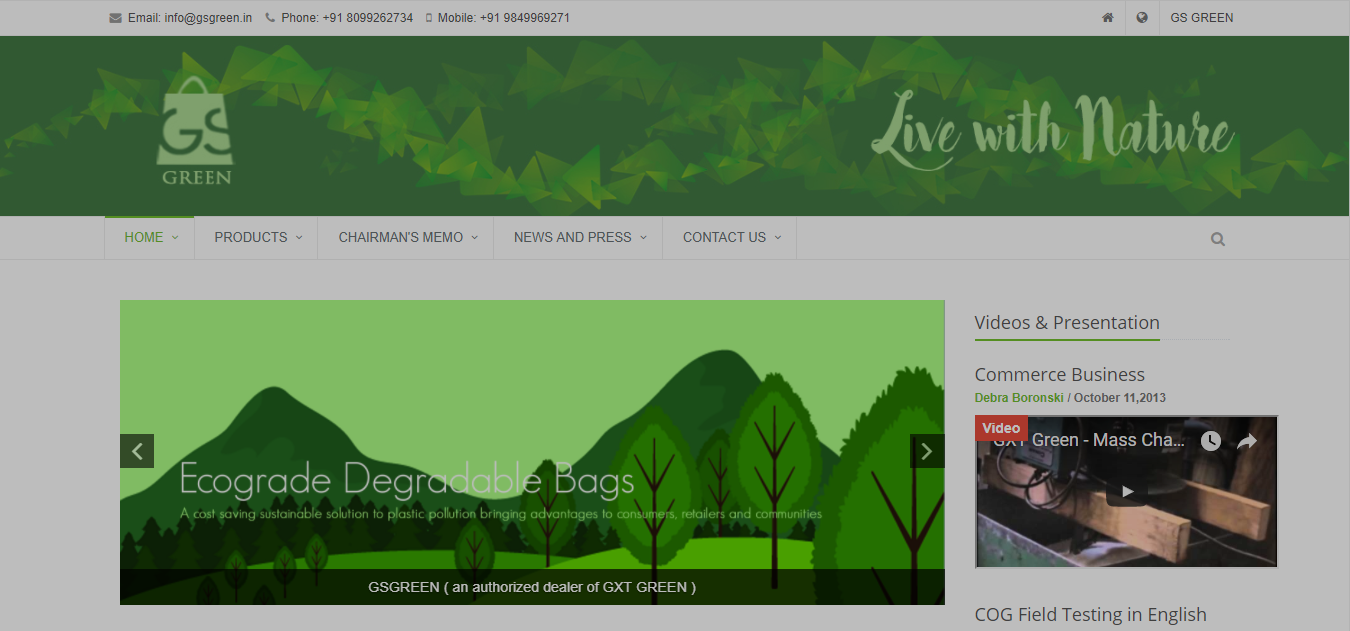 Email: info@gsgreen.in Phone: +91 8099262734 Mobile: +91 9849969271 GS GREEN
GS
GREEN
Live with Nature
HOME PRODUCTS CHAIRMAN'S MEMO NEWS AND PRESS CONTACT US
Ecograde Degradable Bags
A cost saving sustainable solution to plastic pollution bringing advantages to consumers, retailers and communities
GSGREEN ( an authorized dealer of GXT GREEN )
Videos & Presentation
Commerce Business
Debra Boronski / October 11,2013
Video
GXT Green - Mass Cha...
COG Field Testing in English